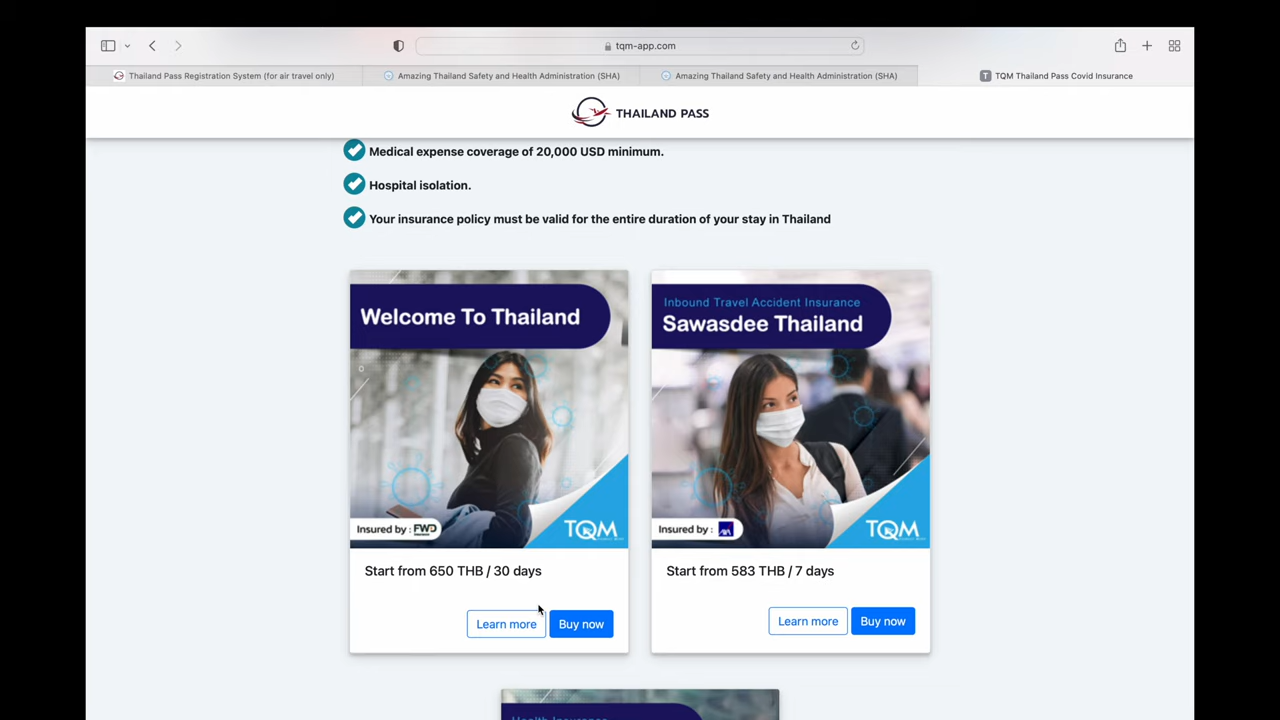 tqm-app.com
Thailand Pass Registration System (for air travel only)
Amazing Thailand Safety and Health Administration (SHA)
Amazing Thailand Safety and Health Administration (SHA)
T TQM Thailand Pass Covid Insurance
THAILAND PASS
Medical expense coverage of 20,000 USD minimum.
Hospital isolation.
Your insurance policy must be valid for the entire duration of your stay in Thailand
Welcome To Thailand
Insured by : FWD
insurance
TQM
Start from 650 THB / 30 days
Learn more
Buy now
Inbound Travel Accident Insurance
Sawasdee Thailand
Insured by : AXA
TQM
Start from 583 THB / 7 days
Learn more
Buy now
Health Insurance